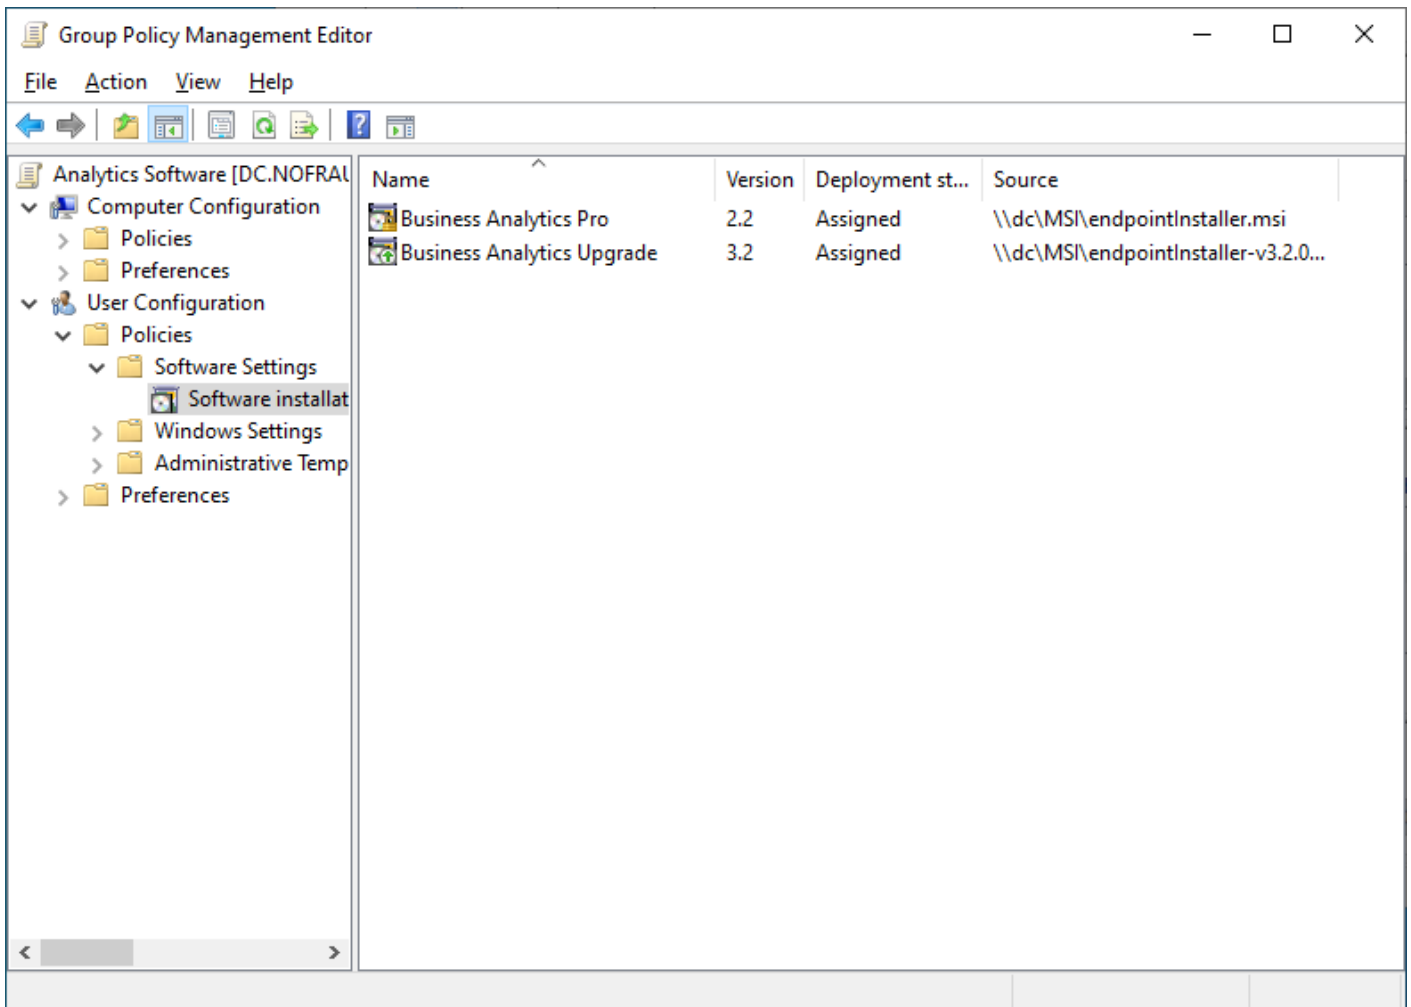 Group Policy Management Editor
File Action View Help
Analytics Software [DC.NOFRAU
Computer Configuration
Policies
Preferences
User Configuration
Policies
Software Settings
Software installat
Windows Settings
Administrative Temp
Preferences
Name Version Deployment st... Source
Business Analytics Pro 2.2 Assigned \\dc\MSI\endpointInstaller.msi
Business Analytics Upgrade 3.2 Assigned \\dc\MSI\endpointInstaller-v3.2.0...